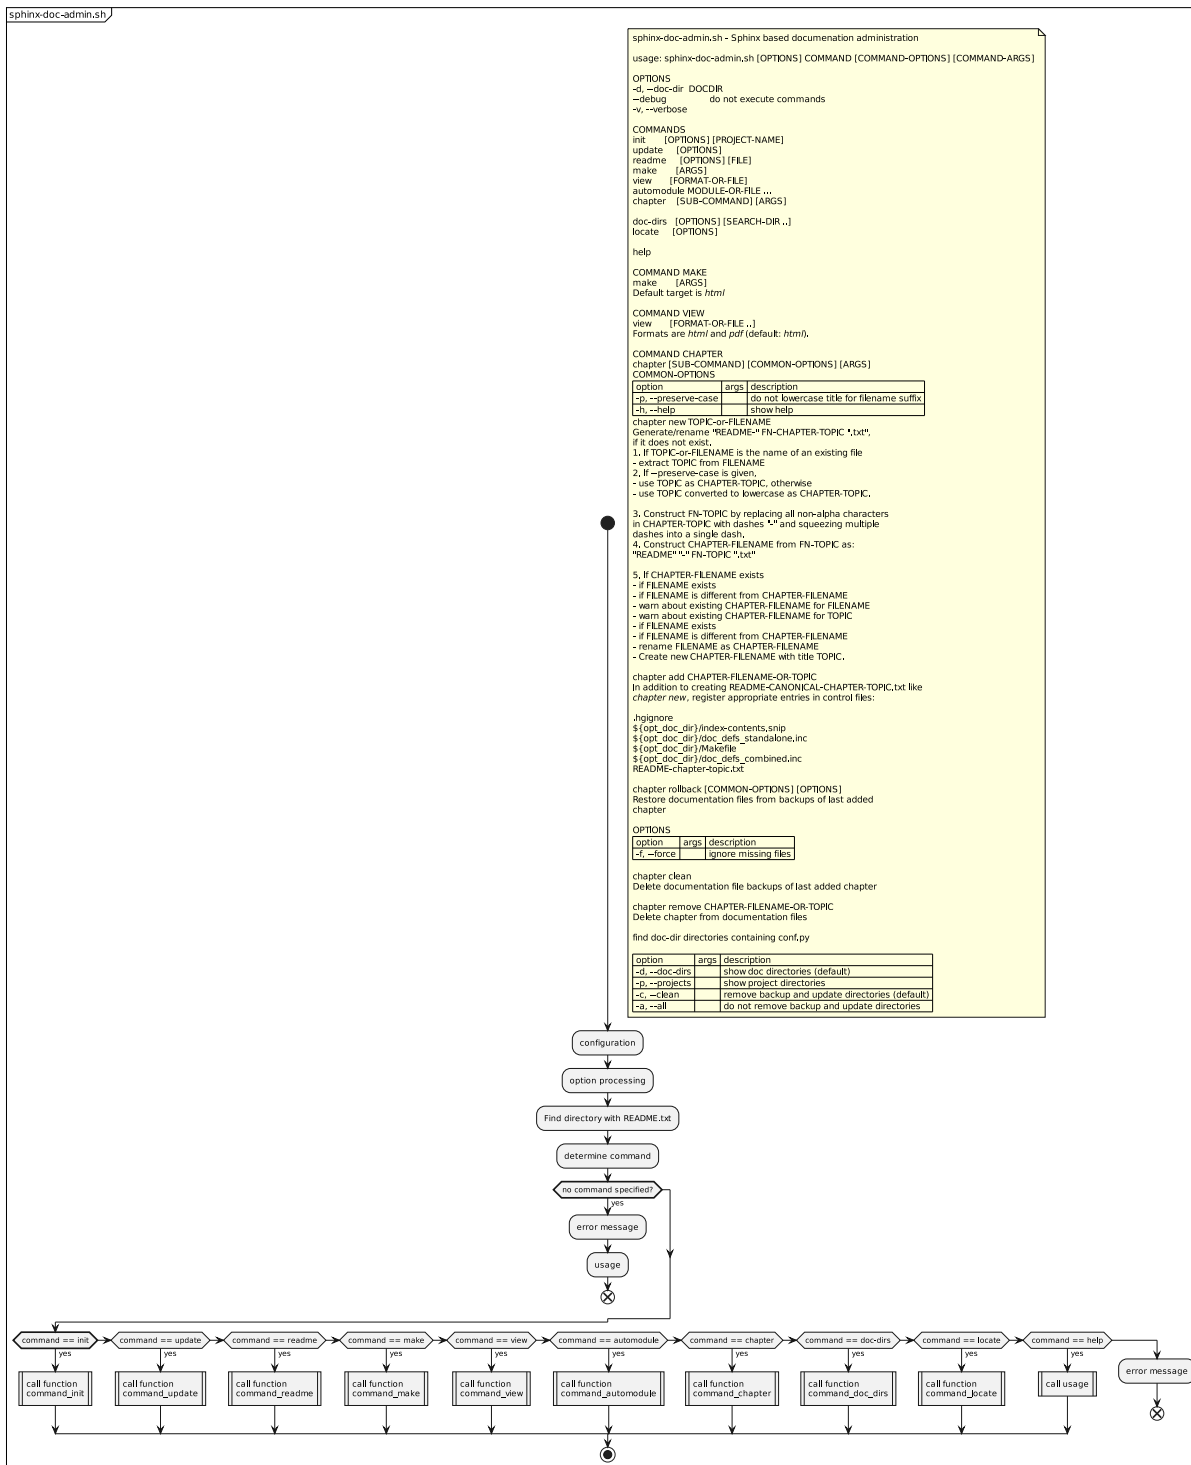 sphinx-doc-admin.sh
sphinx-doc-admin.sh - Sphinx based documenation administration
usage: sphinx-doc-admin.sh [OPTIONS] COMMAND [COMMAND-OPTIONS] [COMMAND-ARGS]
OPTIONS
-d, --doc-dir DOCDIR
--debug do not execute commands
-v, --verbose
COMMANDS
init [OPTIONS] [PROJECT-NAME]
update [OPTIONS]
readme [OPTIONS] [FILE]
make [ARGS]
view [FORMAT-OR-FILE]
automodule MODULE-OR-FILE ...
chapter [SUB-COMMAND] [ARGS]
doc-dirs [OPTIONS] [SEARCH-DIR ..]
locate [OPTIONS]
help
COMMAND MAKE
make [ARGS]
Default target is html
COMMAND VIEW
view [FORMAT-OR-FILE ..]
Formats are html and pdf (default: html).
COMMAND CHAPTER
chapter [SUB-COMMAND] [COMMON-OPTIONS] [ARGS]
COMMON-OPTIONS
option args description
-p, --preserve-case do not lowercase title for filename suffix
-h, --help show help
chapter new TOPIC-or-FILENAME
Generate/rename "README-" FN-CHAPTER-TOPIC ".txt",
if it does not exist.
1. If TOPIC-or-FILENAME is the name of an existing file
- extract TOPIC from FILENAME
2. If --preserve-case is given,
- use TOPIC as CHAPTER-TOPIC, otherwise
- use TOPIC converted to lowercase as CHAPTER-TOPIC.
3. Construct FN-TOPIC by replacing all non-alpha characters
in CHAPTER-TOPIC with dashes "-" and squeezing multiple
dashes into a single dash.
4. Construct CHAPTER-FILENAME from FN-TOPIC as:
"README" "-" FN-TOPIC ".txt"
5. If CHAPTER-FILENAME exists
- if FILENAME exists
- if FILENAME is different from CHAPTER-FILENAME
- warn about existing CHAPTER-FILENAME for FILENAME
- warn about existing CHAPTER-FILENAME for TOPIC
- if FILENAME exists
- if FILENAME is different from CHAPTER-FILENAME
- rename FILENAME as CHAPTER-FILENAME
- Create new CHAPTER-FILENAME with title TOPIC.
chapter add CHAPTER-FILENAME-OR-TOPIC
In addition to creating README-CANONICAL-CHAPTER-TOPIC.txt like
chapter new, register appropriate entries in control files:
.hgignore
${opt_doc_dir}/index-contents.snip
${opt_doc_dir}/doc_defs_standalone.inc
${opt_doc_dir}/Makefile
${opt_doc_dir}/doc_defs_combined.inc
README-chapter-topic.txt
chapter rollback [COMMON-OPTIONS] [OPTIONS]
Restore documentation files from backups of last added
chapter
OPTIONS
option args description
-f, --force ignore missing files
chapter clean
Delete documentation file backups of last added chapter
chapter remove CHAPTER-FILENAME-OR-TOPIC
Delete chapter from documentation files
find doc-dir directories containing conf.py
option args description
-d, --doc-dirs show doc directories (default)
-p, --projects show project directories
-c, --clean remove backup and update directories (default)
-a, --all do not remove backup and update directories
configuration
option processing
Find directory with README.txt
determine command
no command specified?
yes
error message
usage
command == init command == update command == readme command == make command == view command == automodule command == chapter command == doc-dirs command == locate command == help
yes yes yes yes yes yes yes yes yes yes
error message
call function call function call function call function call function call function call function call function call function call usage
command_init command_update command_readme command_make command_view command_automodule command_chapter command_doc_dirs command_locate